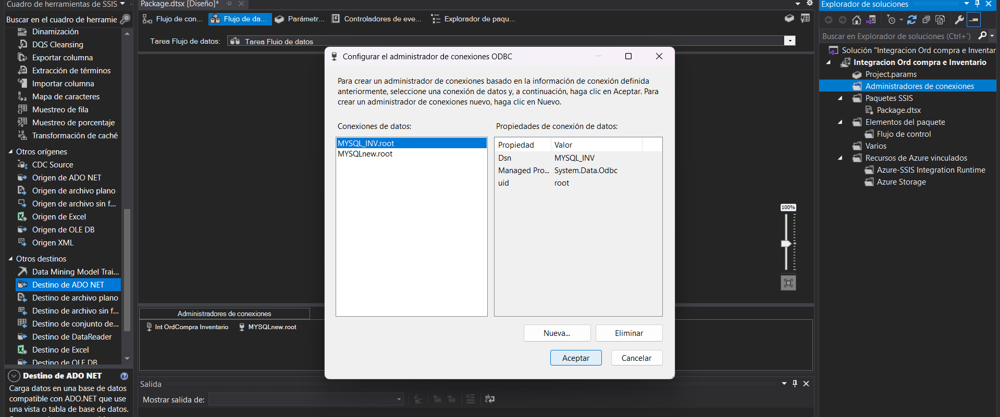 Cuadro de herramientas de SSIS
Buscar en el cuadro de herramie
Dinamización
DQS Cleansing
Exportar columna
Extracción de términos
Importar columna
Mapa de caracteres
Muestreo de fila
Muestreo de porcentaje
Transformación de caché
Otros orígenes
CDC Source
Origen de ADO NET
Origen de archivo plano
Origen de archivo sin f...
Origen de Excel
Origen de OLE DB
Origen XML
Otros destinos
Data Mining Model Trai...
Destino de ADO NET
Destino de archivo plano
Destino de archivo sin f...
Destino de conjunto de...
Destino de DataReader
Destino de Excel
Destino de OLE DB
Destino de ADO NET
Carga datos en una base de datos
compatible con ADO.NET que use
una vista o tabla de base de datos.
Package.dtsx [Diseño]*
Flujo de con...
Flujo de da...
Parámetr...
Controladores de eve...
Explorador de paqu...
Tarea Flujo de datos:
Tarea Flujo de datos
Configurar el administrador de conexiones ODBC
Para crear un administrador de conexiones basado en la información de conexión definida
anteriormente, seleccione una conexión de datos y, a continuación, haga clic en Aceptar. Para
crear un administrador de conexiones nuevo, haga clic en Nuevo.
Conexiones de datos:
MYSQL_INV.root
MYSQLnew.root
Propiedades de conexión de datos:
Propiedad Valor
Dsn MYSQL_INV
Managed Pro... System.Data.Odbc
uid root
Nueva...
Eliminar
Aceptar
Cancelar
100%
Administradores de conexiones
Int OrdCompra Inventario
MYSQLnew.root
Salida
Mostrar salida de:
Explorador de soluciones
Buscar en Explorador de soluciones (Ctrl+´)
Solución "Integracion Ord compra e Inventar
Integracion Ord compra e Inventario
Project.params
Administradores de conexiones
Paquetes SSIS
Package.dtsx
Elementos del paquete
Flujo de control
Varios
Recursos de Azure vinculados
Azure-SSIS Integration Runtime
Azure Storage